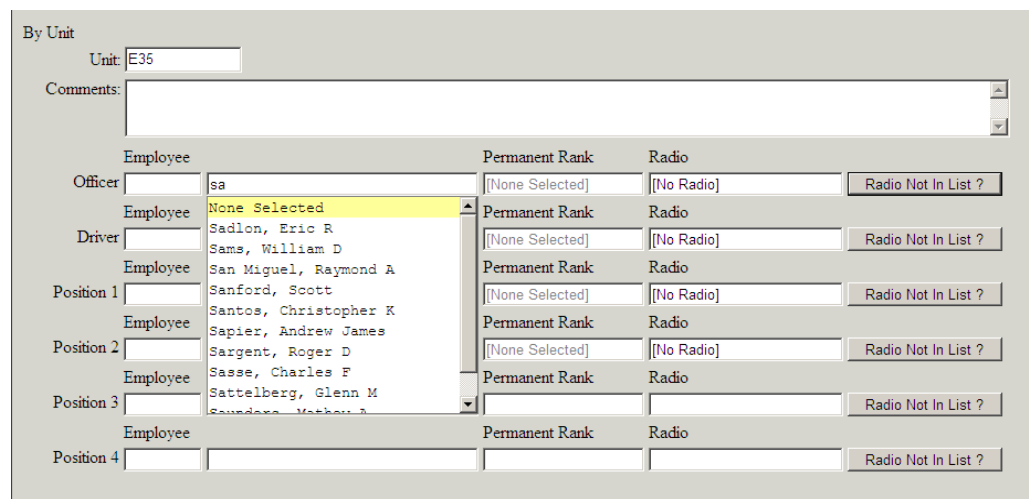 By Unit
Unit: E35
Comments:
Employee Permanent Rank Radio
Officer sa [None Selected] [No Radio] Radio Not In List ?
None Selected
Employee Permanent Rank Radio
Sadlon, Eric R
Driver [None Selected] [No Radio] Radio Not In List ?
Sams, William D
Employee San Miguel, Raymond A Permanent Rank Radio
Position 1 Sanford, Scott [None Selected] [No Radio] Radio Not In List ?
Santos, Christopher K
Employee Sapier, Andrew James Permanent Rank Radio
Position 2 Sargent, Roger D [None Selected] [No Radio] Radio Not In List ?
Sasse, Charles F
Employee Permanent Rank Radio
Sattelberg, Glenn M
Position 3 Radio Not In List ?
Employee Permanent Rank Radio
Position 4 Radio Not In List ?